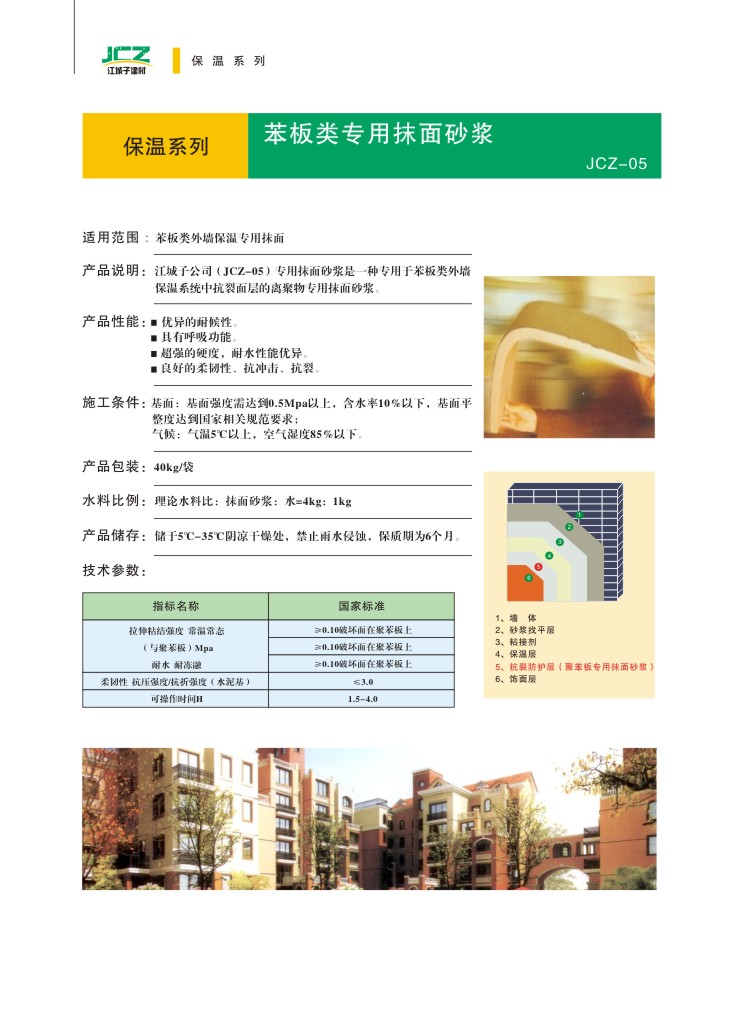 JCZ
江城子建材
保温系列
保温系列
苯板类专用抹面砂浆
JCZ-05
适用范围：苯板类外墙保温专用抹面
产品说明：江城子公司（JCZ-05）专用抹面砂浆是一种专用于苯板类外墙
保温系统中抗裂面层的离聚物专用抹面砂浆。
产品性能：■ 优异的耐候性。
■ 具有呼吸功能。
■ 超强的硬度，耐水性能优异。
■ 良好的柔韧性、抗冲击、抗裂。
施工条件：基面：基面强度需达到0.5Mpa以上，含水率10%以下，基面平
整度达到国家相关规范要求；
气候：气温5℃以上，空气湿度85%以下。
产品包装：40kg/袋
水料比例：理论水料比：抹面砂浆：水=4kg：1kg
产品储存：储于5℃-35℃阴凉干燥处，禁止雨水侵蚀，保质期为6个月。
技术参数：
指标名称 国家标准
拉伸粘结强度 常温常态 ≥0.10破坏面在聚苯板上
（与聚苯板）Mpa ≥0.10破坏面在聚苯板上
耐水 耐冻融 ≥0.10破坏面在聚苯板上
柔韧性 抗压强度/抗折强度（水泥基） ≤3.0
可操作时间H 1.5-4.0
1
2
3
4
5
6
1、墙 体
2、砂浆找平层
3、粘接剂
4、保温层
5、抗裂防护层（聚苯板专用抹面砂浆）
6、饰面层